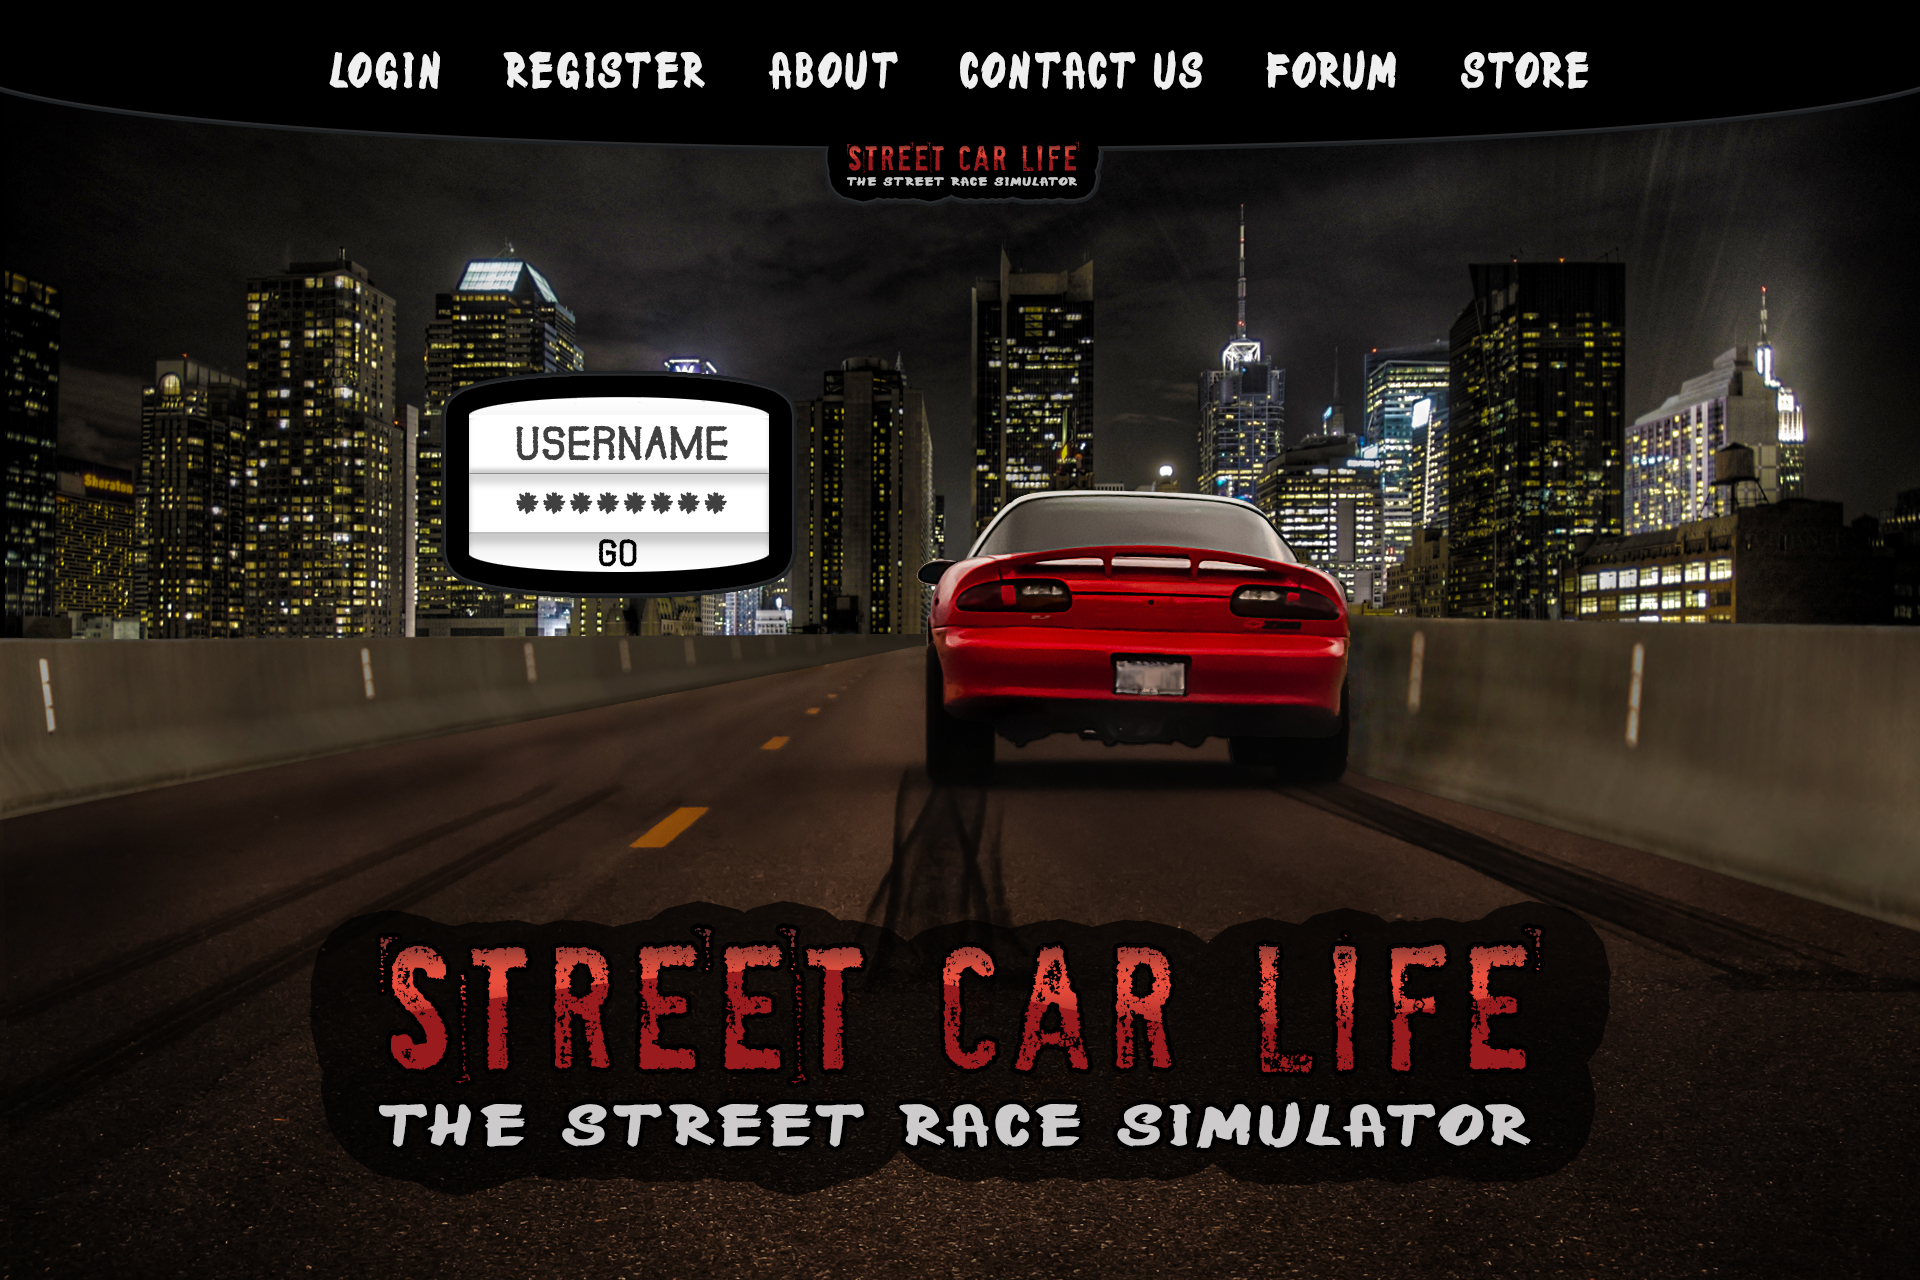 LOGIN REGISTER ABOUT CONTACT US FORUM STORE
STREET CAR LIFE
THE STREET RACE SIMULATOR
USERNAME
********
GO
Sheraton
STREET CAR LIFE
THE STREET RACE SIMULATOR